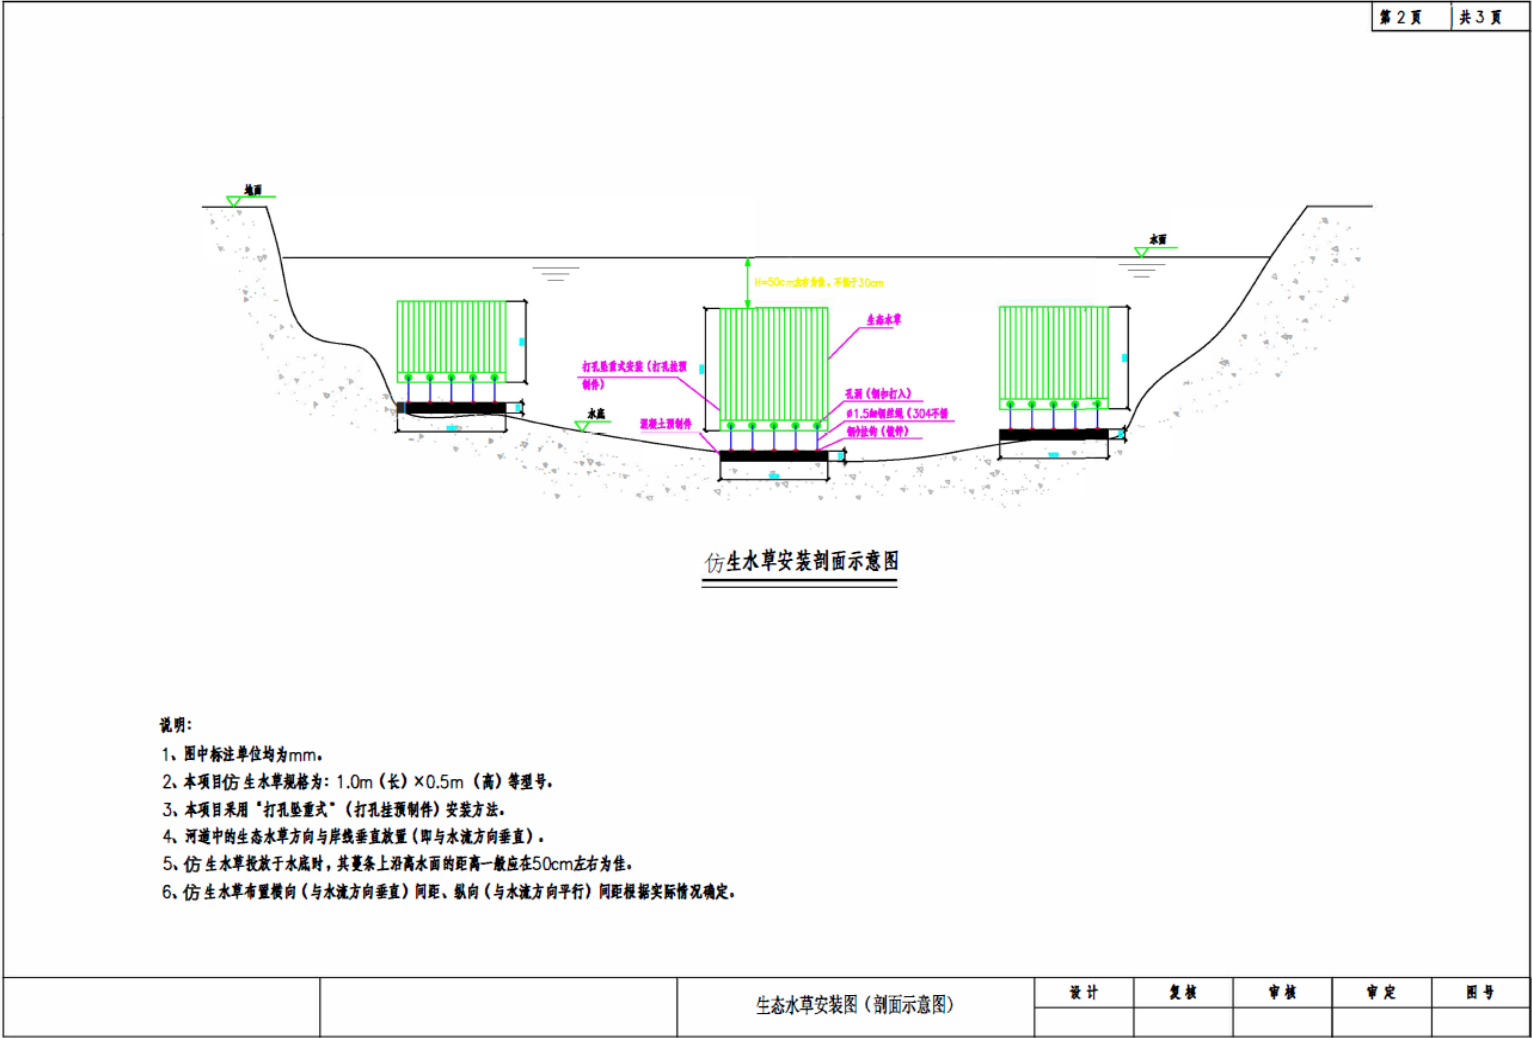 第 2 页 共 3 页
地面
水面
H=50cm左右为佳，不低于30cm
生态水草
打孔坠重式安装（打孔挂预
制件）
孔洞（钢扣打入）
水底
ø1.5mm钢丝绳（304不锈
混凝土预制件
钢化挂钩（镀锌）
仿生水草安装剖面示意图
说明：
1、图中标注单位均为mm。
2、本项目仿生水草规格为：1.0m（长）×0.5m（高）等型号。
3、本项目采用“打孔坠重式”（打孔挂预制件）安装方法。
4、河道中的生态水草方向与岸线垂直放置（即与水流方向垂直）。
5、仿生水草投放于水底时，其蔓条上沿离水面的距离一般应在50cm左右为佳。
6、仿生水草布置横向（与水流方向垂直）间距、纵向（与水流方向平行）间距根据实际情况确定。
生态水草安装图（剖面示意图）
设 计 复 核 审 核 审 定 图 号